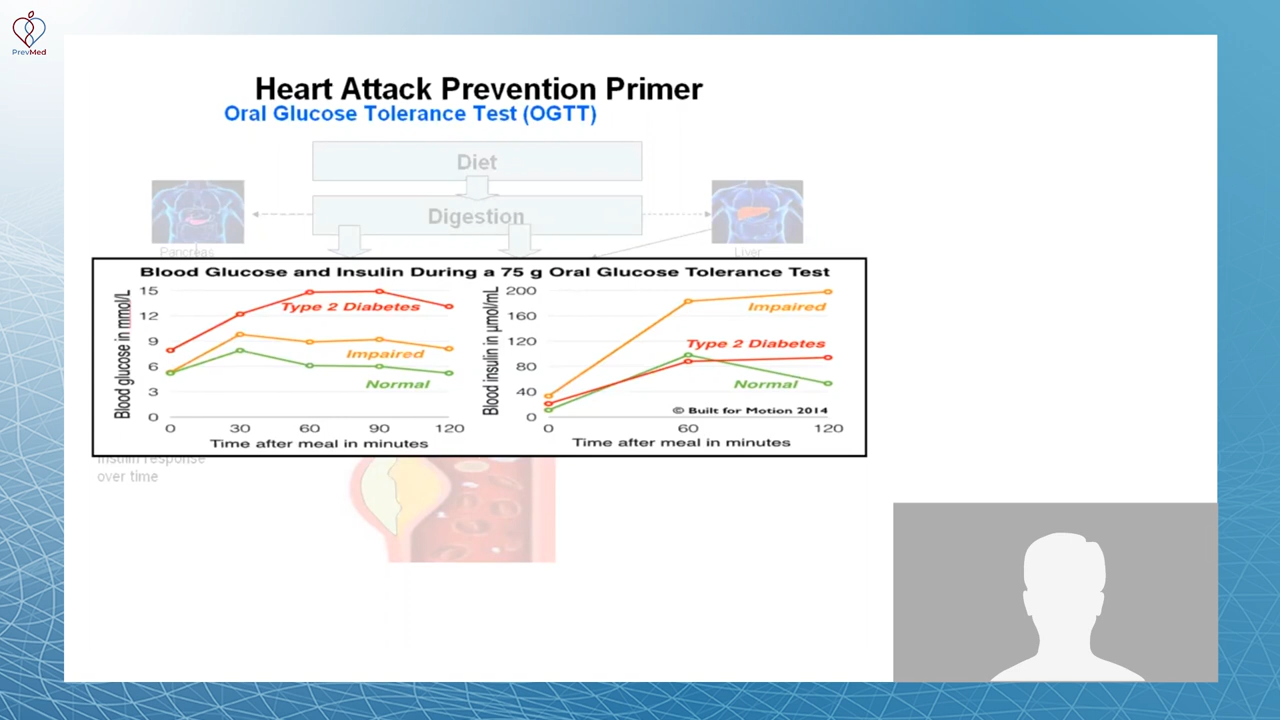 PrevMed
Heart Attack Prevention Primer
Oral Glucose Tolerance Test (OGTT)
Diet
Digestion
Pancreas
Liver
Blood Glucose and Insulin During a 75 g Oral Glucose Tolerance Test
Blood glucose in mmol/L
15
12
9
6
3
0
Type 2 Diabetes
Impaired
Normal
0 30 60 90 120
Time after meal in minutes
Blood insulin in µmol/mL
200
160
120
80
40
0
Impaired
Type 2 Diabetes
Normal
© Built for Motion 2014
0 60 120
Time after meal in minutes
insulin response
over time